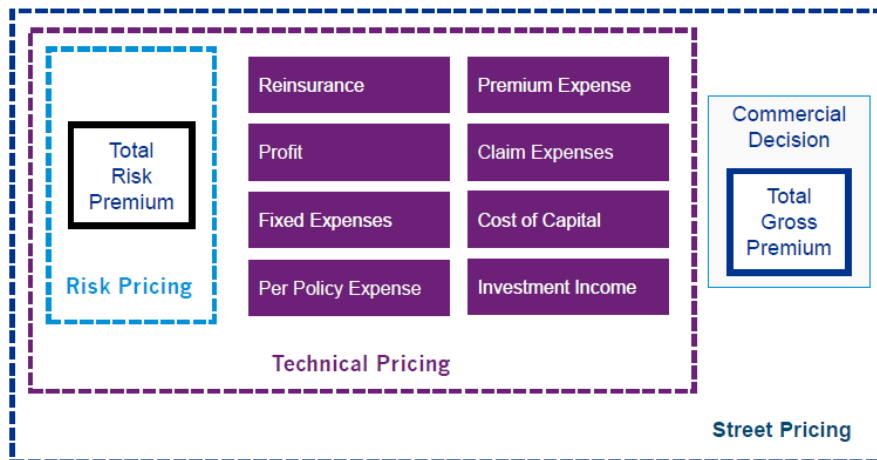 Total
Risk
Premium
Risk Pricing
Reinsurance
Premium Expense
Profit
Claim Expenses
Fixed Expenses
Cost of Capital
Per Policy Expense
Investment Income
Technical Pricing
Commercial
Decision
Total
Gross
Premium
Street Pricing